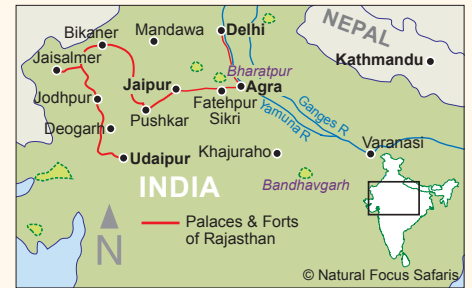 Bikaner
Mandawa
Delhi
NEPAL
Jaisalmer
Kathmandu
Bharatpur
Jaipur
Agra
Jodhpur
Fatehpur
Sikri
Pushkar
Yamuna R
Ganges R
Deogarh
Varanasi
Udaipur
Khajuraho
INDIA
Bandhavgarh
N
Palaces & Forts
of Rajasthan
© Natural Focus Safaris